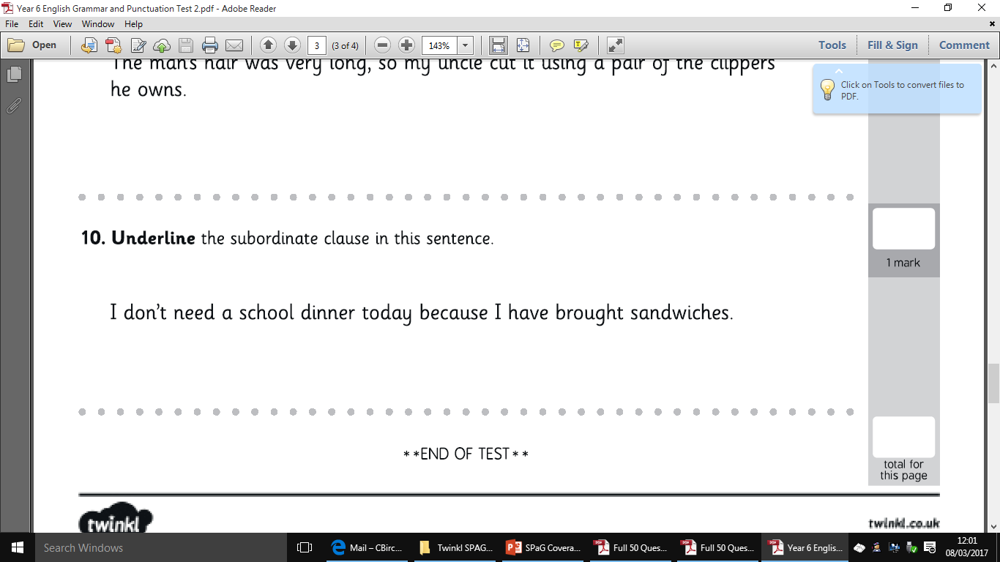 Year 6 English Grammar and Punctuation Test 2.pdf - Adobe Reader
File Edit View Window Help
Open 3 (3 of 4) 143% Tools Fill & Sign Comment
Click on Tools to convert files to
PDF.
The man's hair was very long, so my uncle cut it using a pair of the clippers
he owns.
10. Underline the subordinate clause in this sentence.
1 mark
I don't need a school dinner today because I have brought sandwiches.
**END OF TEST**
total for
this page
twinkl
twinkl.co.uk
Search Windows
Mail – CBirc...
Twinkl SPAG...
SPaG Covera...
Full 50 Ques...
Full 50 Ques...
Year 6 Englis...
12:01
08/03/2017